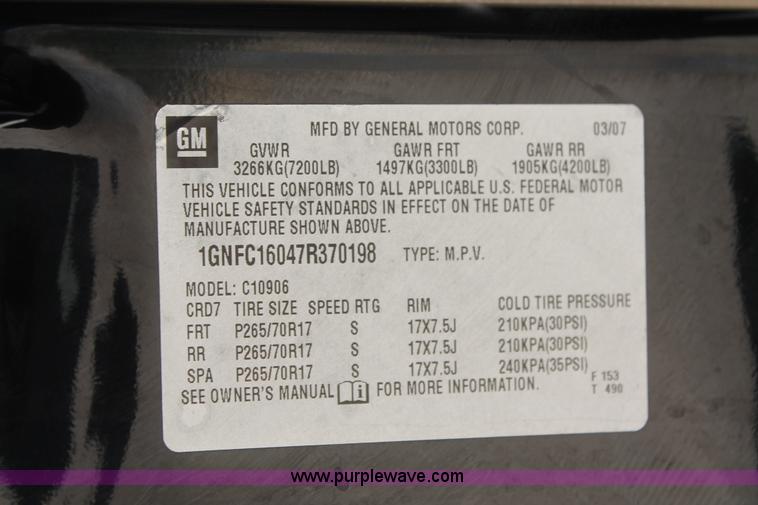 GM
MFD BY GENERAL MOTORS CORP. 03/07
GVWR GAWR FRT GAWR RR
3266KG(7200LB) 1497KG(3300LB) 1905KG(4200LB)
THIS VEHICLE CONFORMS TO ALL APPLICABLE U.S. FEDERAL MOTOR
VEHICLE SAFETY STANDARDS IN EFFECT ON THE DATE OF
MANUFACTURE SHOWN ABOVE.
1GNFC16047R370198 TYPE: M.P.V.
MODEL: C10906
CRD7 TIRE SIZE SPEED RTG RIM COLD TIRE PRESSURE
FRT P265/70R17 S 17X7.5J 210KPA(30PSI)
RR P265/70R17 S 17X7.5J 210KPA(30PSI)
SPA P265/70R17 S 17X7.5J 240KPA(35PSI)
F 153
SEE OWNER'S MANUAL i FOR MORE INFORMATION. T 490
www.purplewave.com